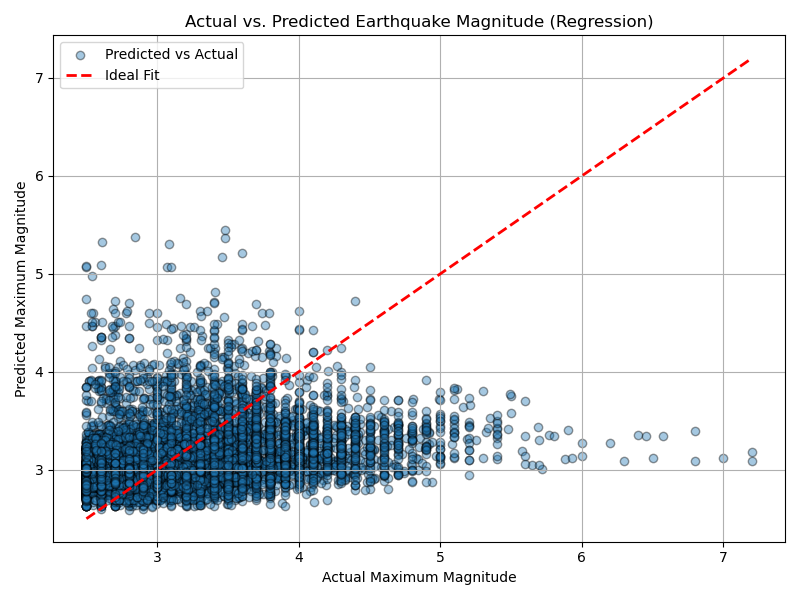 Actual vs. Predicted Earthquake Magnitude (Regression)
Predicted vs Actual
Ideal Fit
Predicted Maximum Magnitude
7
6
5
4
3
3 4 5 6 7
Actual Maximum Magnitude